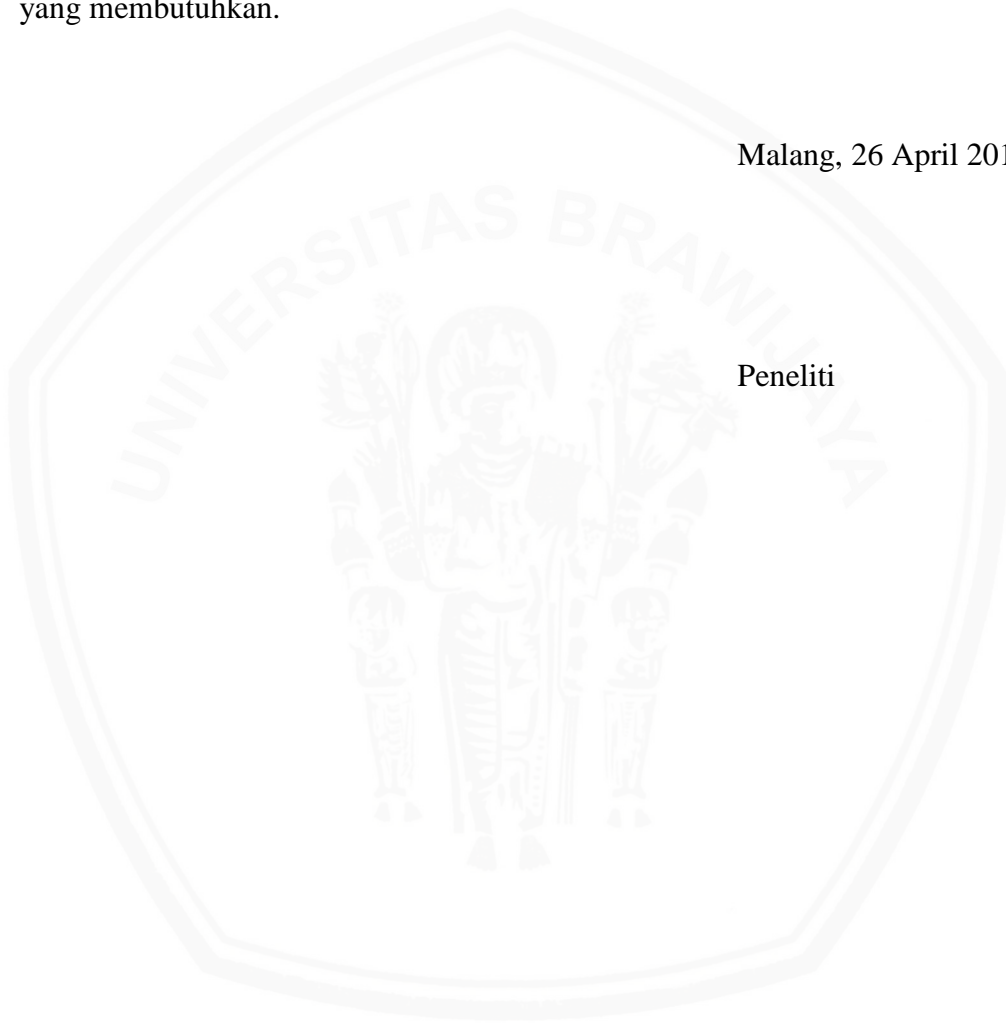 yang membutuhkan.
Malang, 26 April 201
UNIVERSITAS BRAWIJAYA
Peneliti